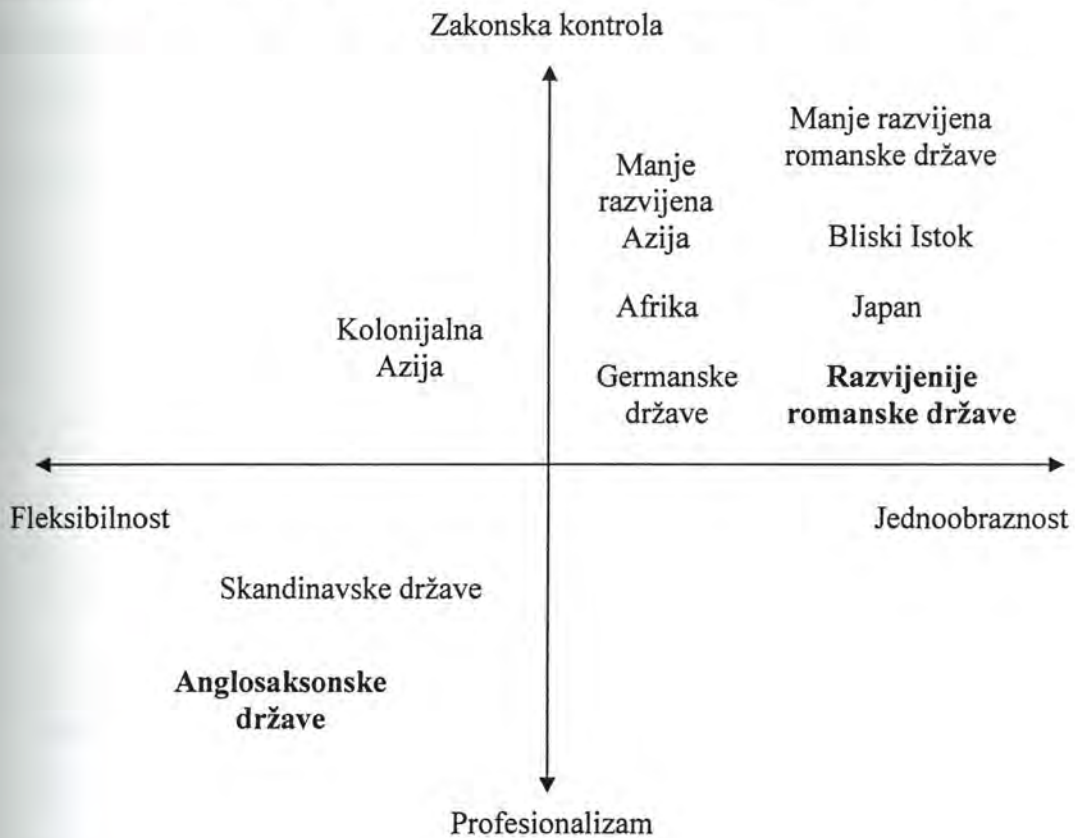 Zakonska kontrola
Manje razvijena
romanske države
Manje
razvijena
Azija
Bliski Istok
Afrika
Japan
Kolonijalna
Azija
Germanske
države
Razvijenije
romanske države
Fleksibilnost
Jednoobraznost
Skandinavske države
Anglosaksonske
države
Profesionalizam